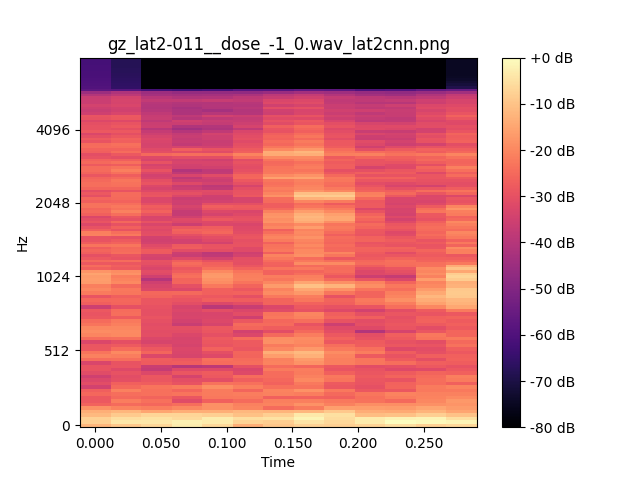 gz_lat2-011__dose_-1_0.wav_lat2cnn.png
+0 dB
-10 dB
-20 dB
-30 dB
-40 dB
-50 dB
-60 dB
-70 dB
-80 dB
Hz
4096
2048
1024
512
0
0.000 0.050 0.100 0.150 0.200 0.250
Time